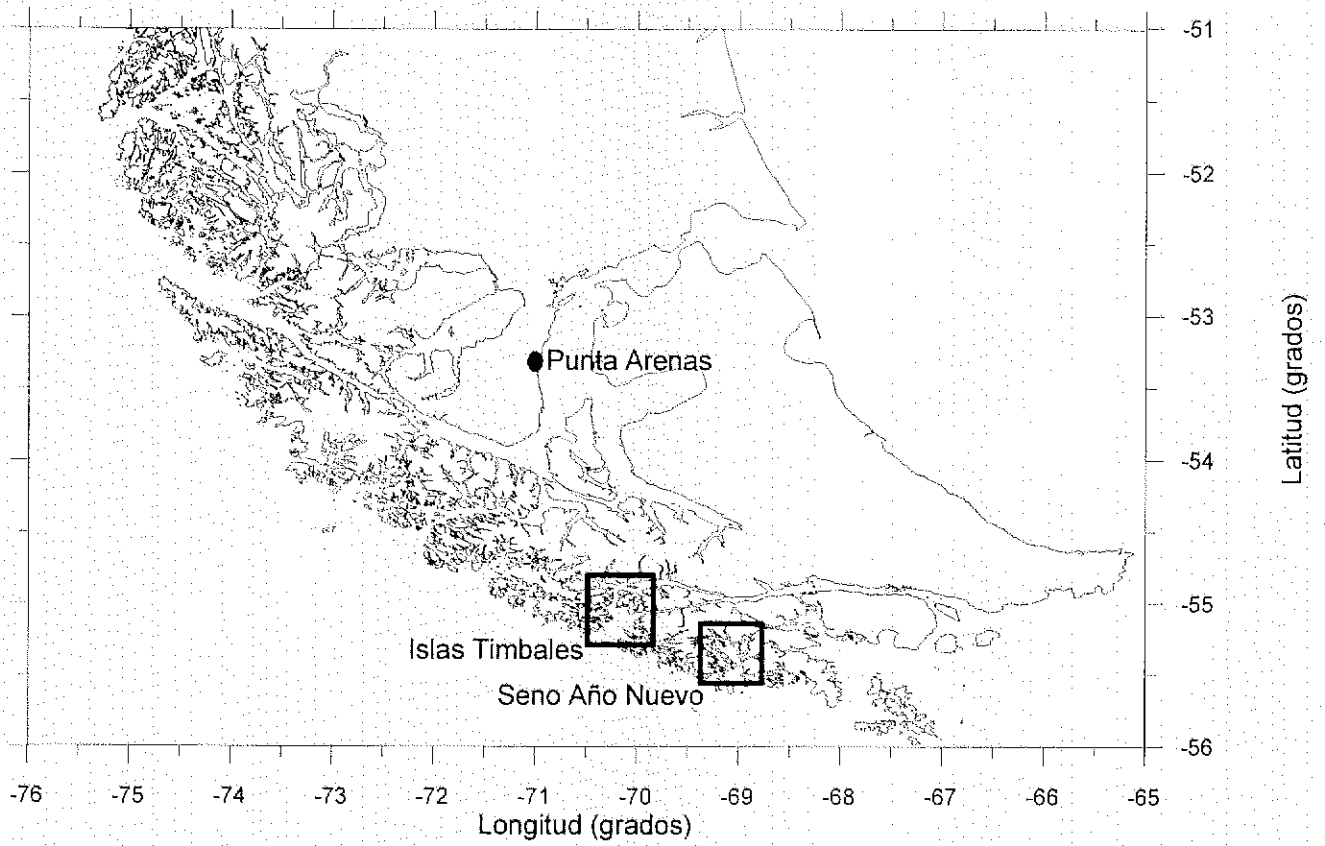 -51
-52
-53
Punta Arenas
Latitud (grados)
-54
-55
Islas Timbales
Seno Año Nuevo
-56
-76 -75 -74 -73 -72 -71 -70 -69 -68 -67 -66 -65
Longitud (grados)